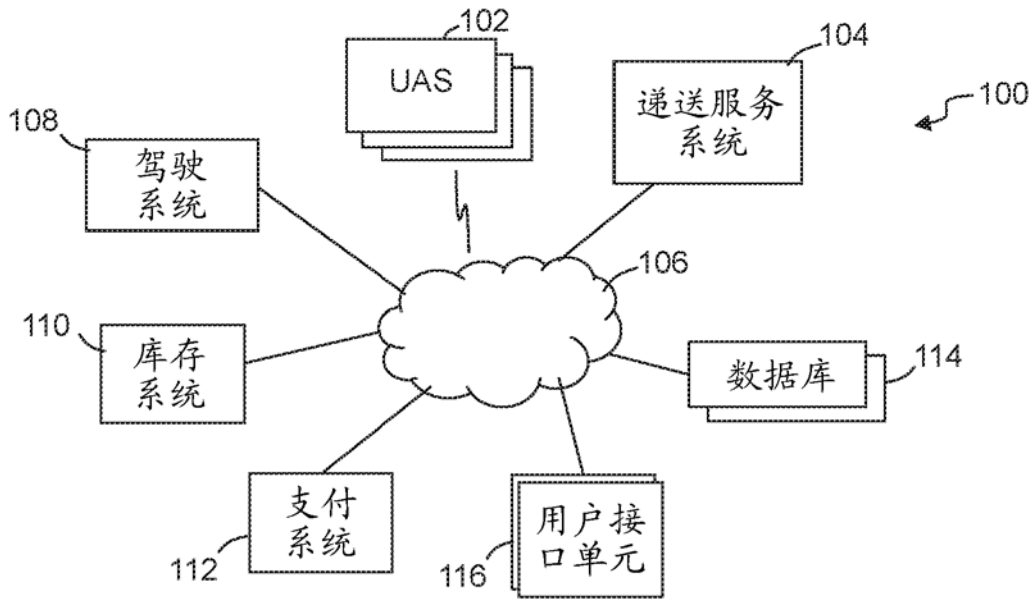 102
UAS
104
递送服务
系统
100
108
驾驶
系统
106
110
库存
系统
数据库
114
支付
系统
112
用户接
口单元
116